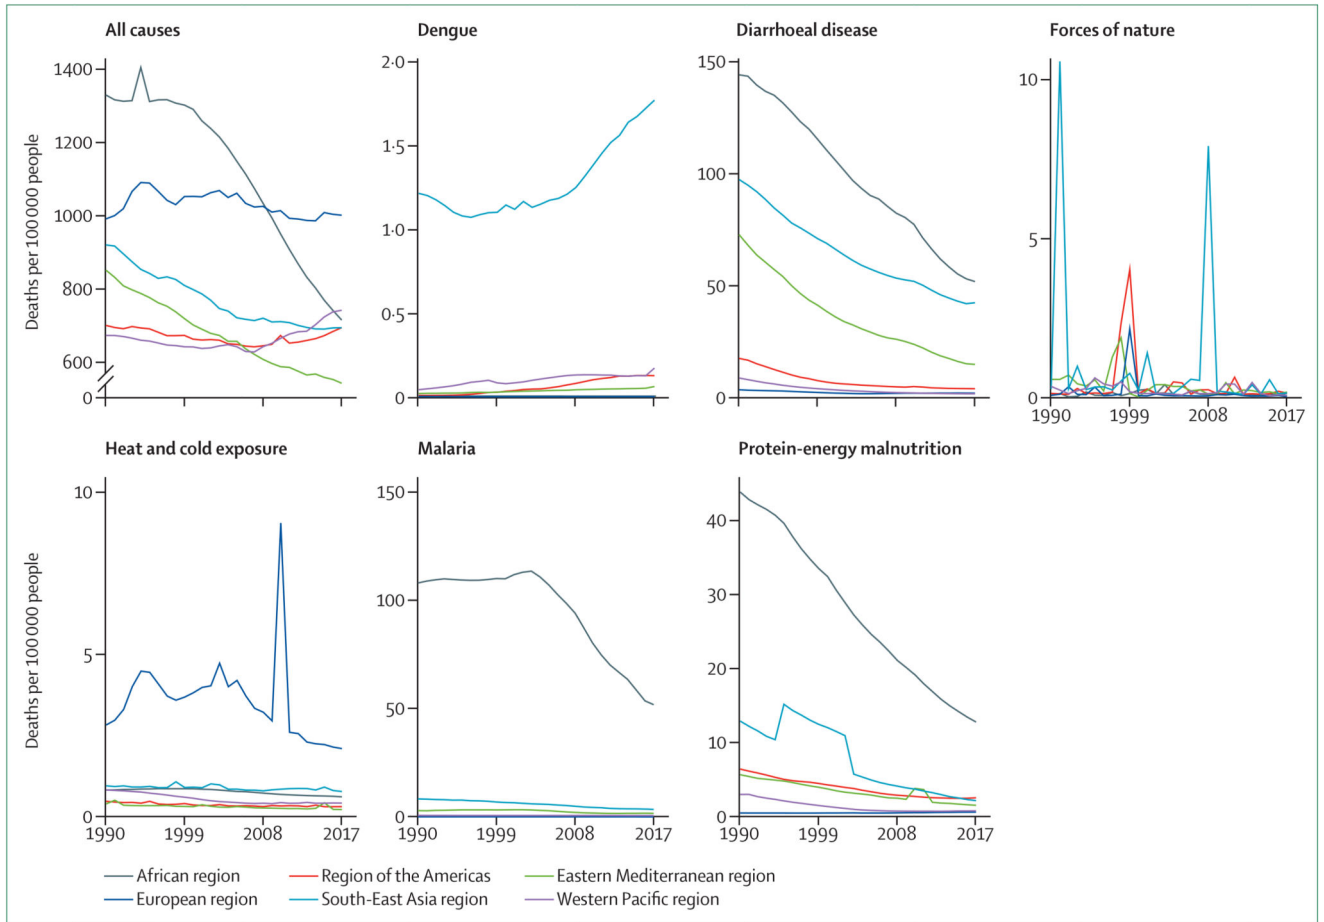 All causes
Dengue
Diarrhoeal disease
Forces of nature
Deaths per 100 000 people
1400
1200
1000
800
600
0
2·0
1·5
1·0
0·5
0
150
100
50
0
10
5
0
1990 1999 2008 2017
Heat and cold exposure
Malaria
Protein-energy malnutrition
Deaths per 100 000 people
10
5
0
1990 1999 2008 2017
150
100
50
0
1990 1999 2008 2017
40
30
20
10
0
1990 1999 2008 2017
African region
Region of the Americas
Eastern Mediterranean region
European region
South-East Asia region
Western Pacific region